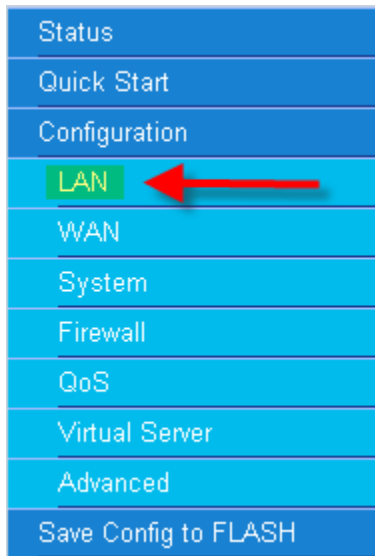 Status
Quick Start
Configuration
LAN
WAN
System
Firewall
QoS
Virtual Server
Advanced
Save Config to FLASH